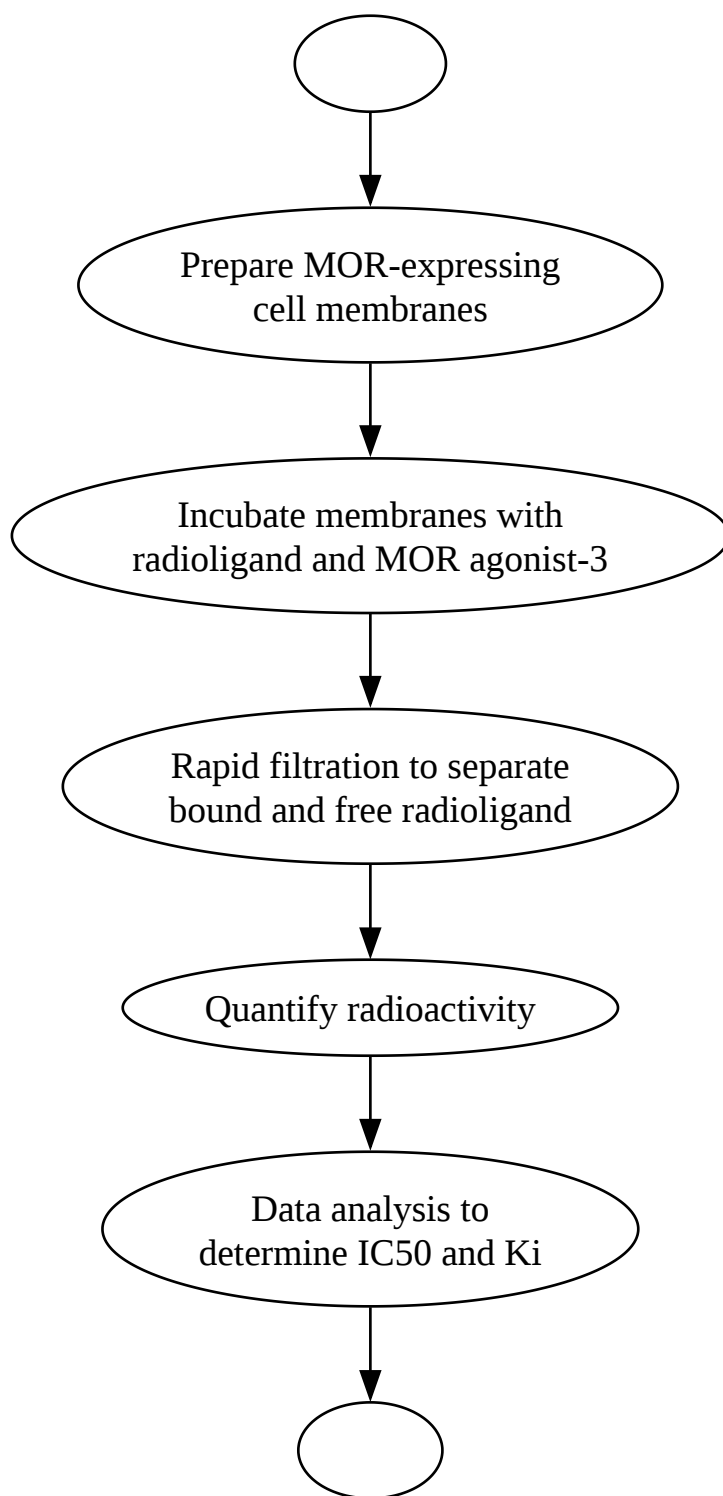 Prepare MOR-expressing
cell membranes
Incubate membranes with
radioligand and MOR agonist-3
Rapid filtration to separate
bound and free radioligand
Quantify radioactivity
Data analysis to
determine IC50 and Ki